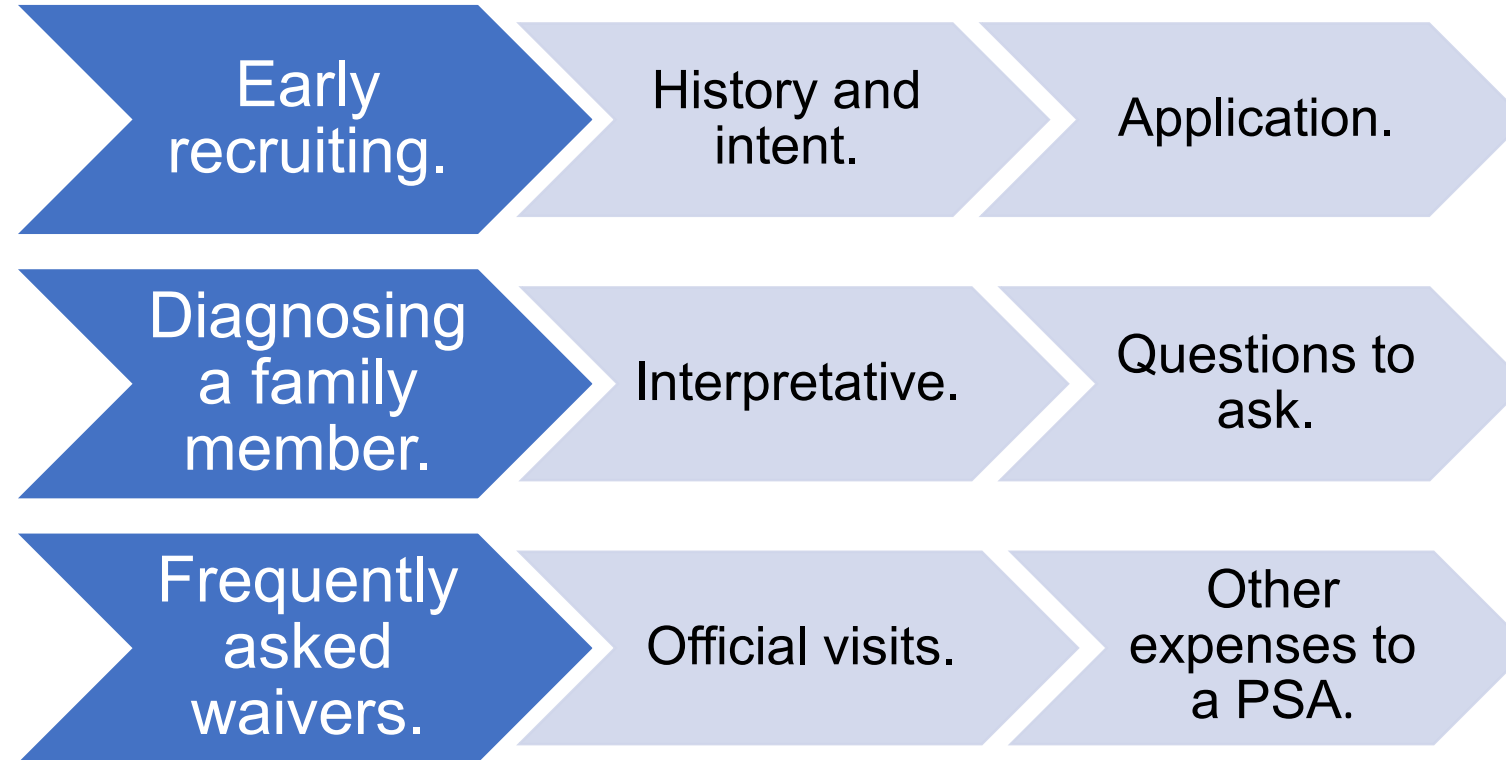 Early
recruiting.
History and
intent.
Application.
Diagnosing
a family
member.
Interpretative.
Questions to
ask.
Frequently
asked
waivers.
Official visits.
Other
expenses to
a PSA.